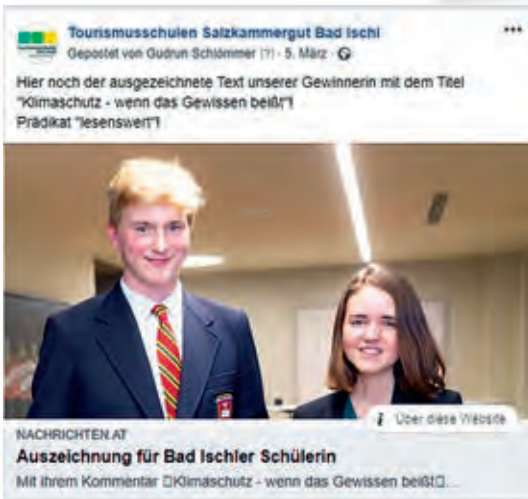 Tourismusschulen Salzkammergut Bad Ischl
Gepostet von Gudrun Schlömmer [?] · 5. März ·
Hier noch der ausgezeichnete Text unserer Gewinnerin mit dem Titel
"Klimaschutz - wenn das Gewissen beißt"!
Prädikat "lesenswert"!
i Über diese Website
NACHRICHTEN.AT
Auszeichnung für Bad Ischler Schülerin
Mit ihrem Kommentar □Klimaschutz - wenn das Gewissen beißt□...